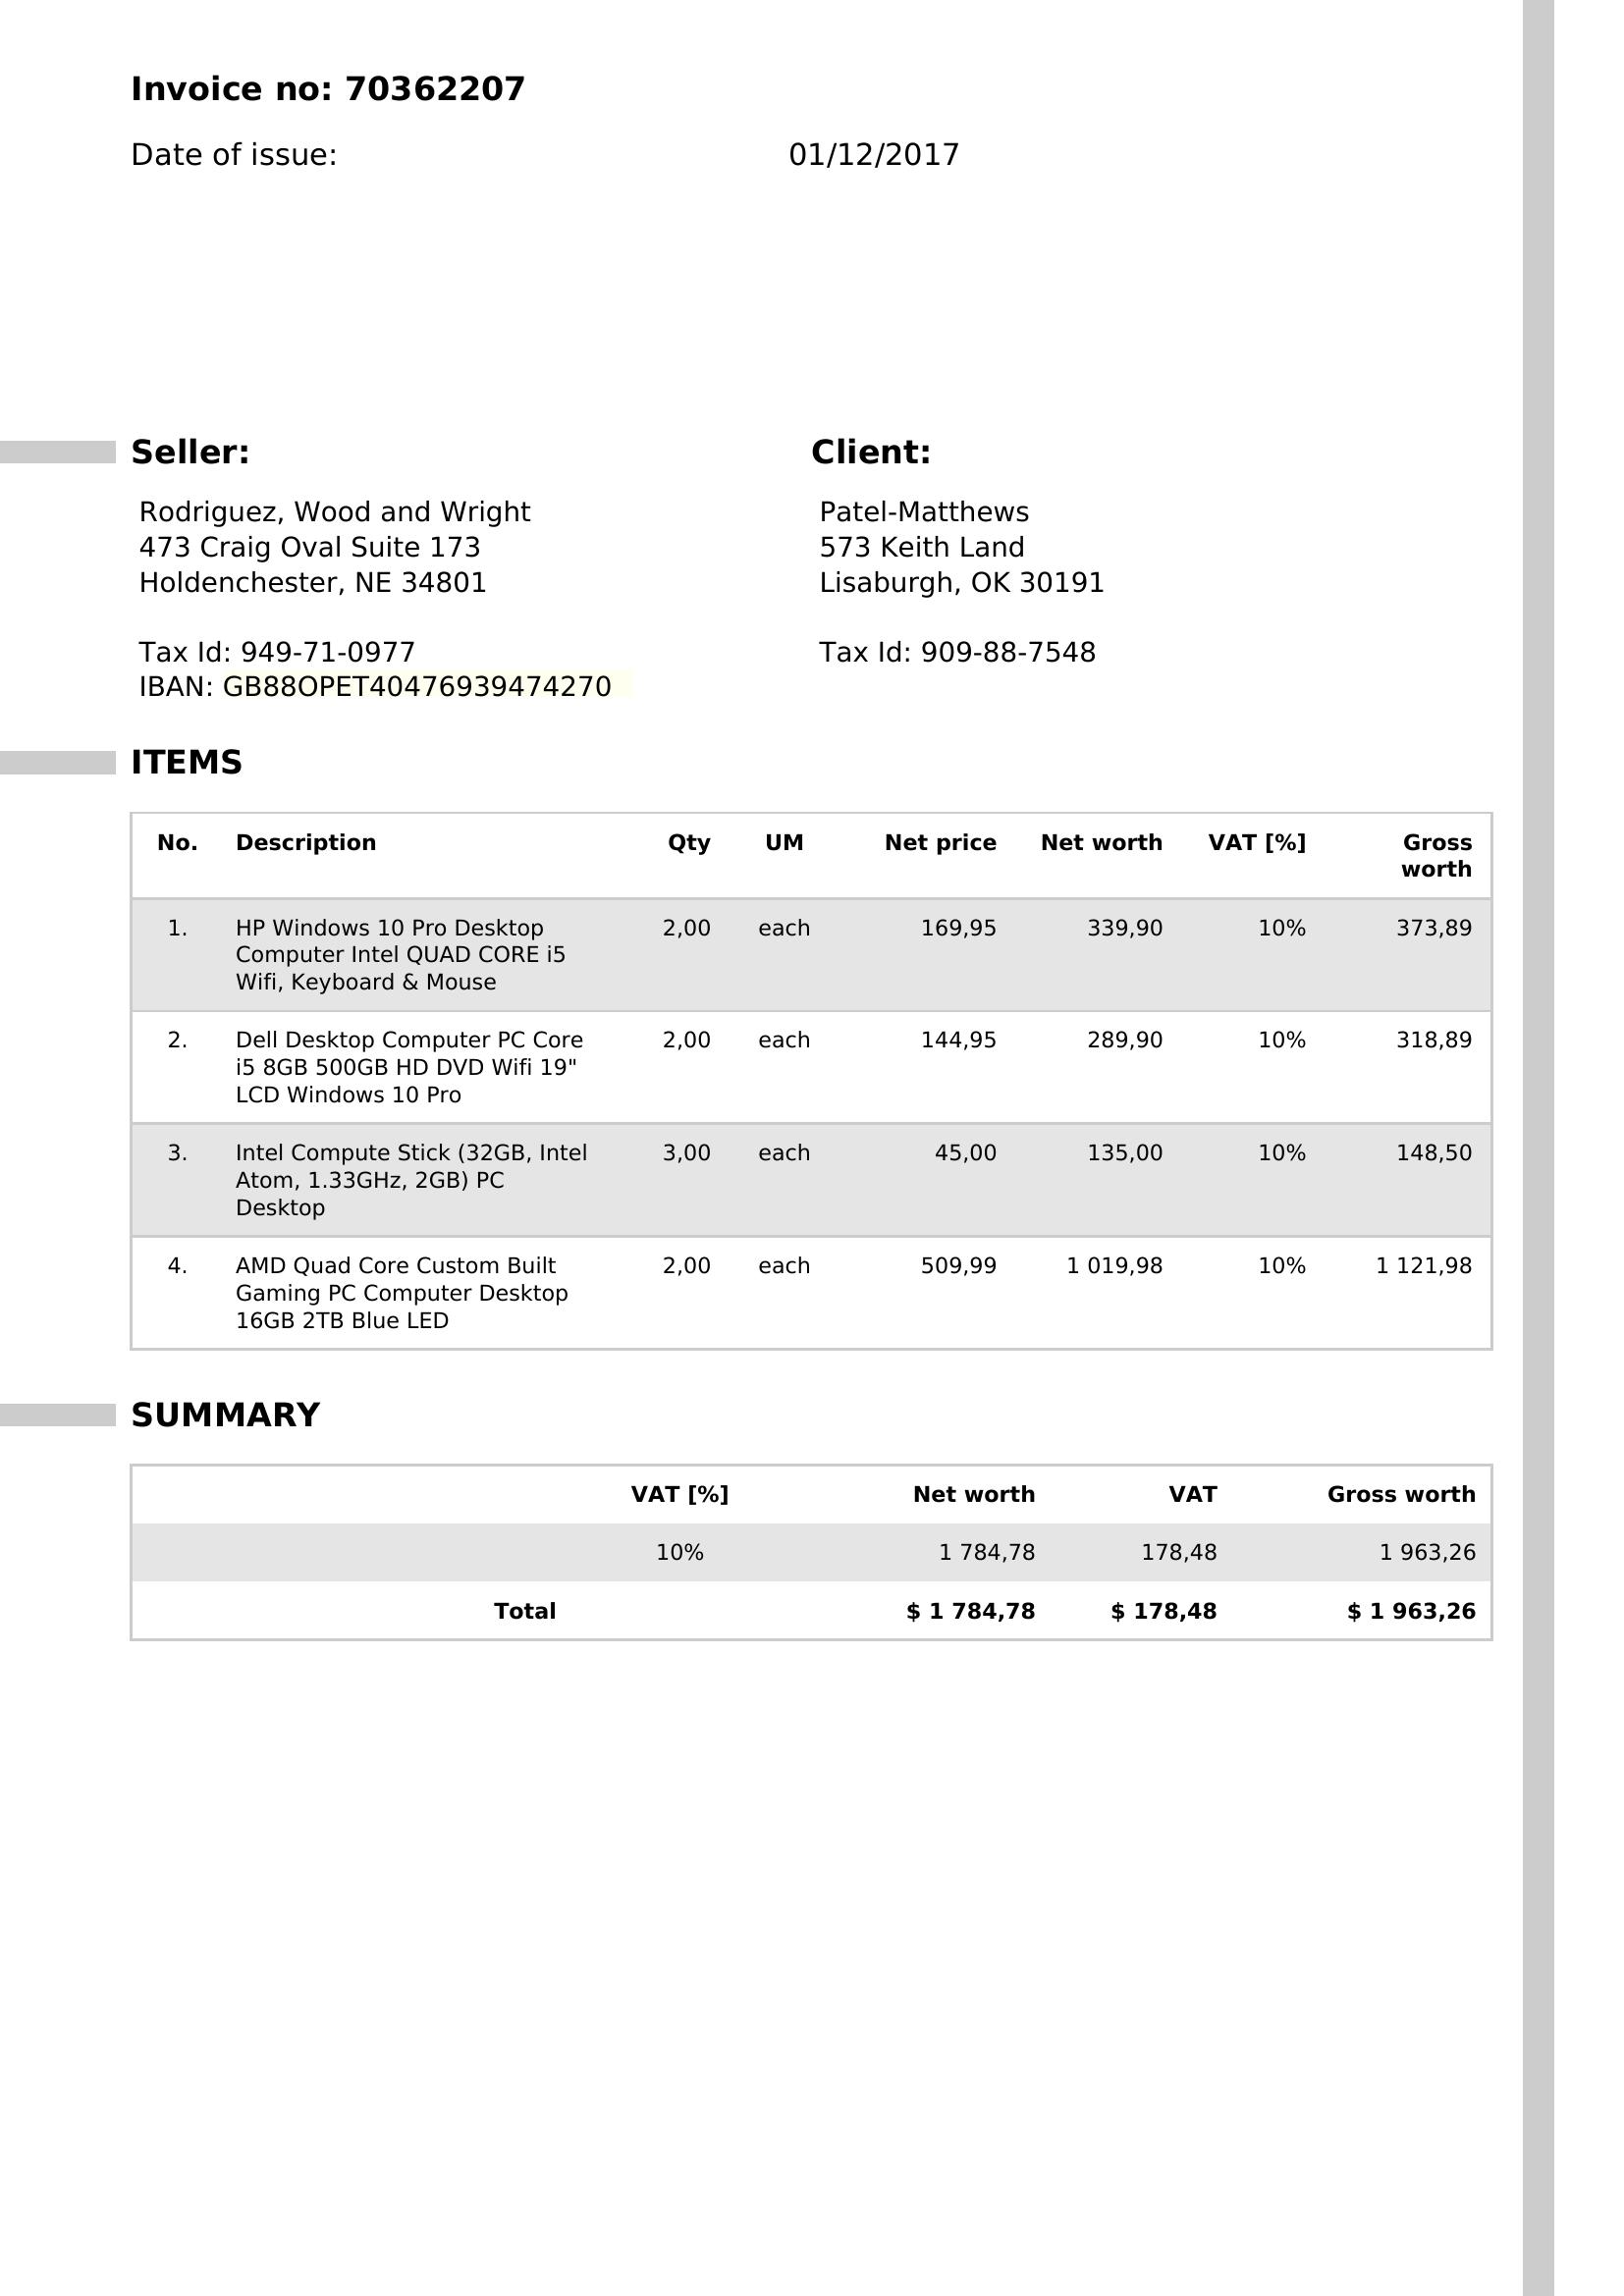 Invoice no: 70362207
Date of issue: 01/12/2017
Seller:
Rodriguez, Wood and Wright
473 Craig Oval Suite 173
Holdenchester, NE 34801
Tax Id: 949-71-0977
IBAN: GB88OPET40476939474270
Client:
Patel-Matthews
573 Keith Land
Lisaburgh, OK 30191
Tax Id: 909-88-7548
ITEMS
No. Description Qty UM Net price Net worth VAT [%] Gross
worth
1. HP Windows 10 Pro Desktop 2,00 each 169,95 339,90 10% 373,89
Computer Intel QUAD CORE i5
Wifi, Keyboard & Mouse
2. Dell Desktop Computer PC Core 2,00 each 144,95 289,90 10% 318,89
i5 8GB 500GB HD DVD Wifi 19"
LCD Windows 10 Pro
3. Intel Compute Stick (32GB, Intel 3,00 each 45,00 135,00 10% 148,50
Atom, 1.33GHz, 2GB) PC
Desktop
4. AMD Quad Core Custom Built 2,00 each 509,99 1 019,98 10% 1 121,98
Gaming PC Computer Desktop
16GB 2TB Blue LED
SUMMARY
VAT [%] Net worth VAT Gross worth
10% 1 784,78 178,48 1 963,26
Total $ 1 784,78 $ 178,48 $ 1 963,26